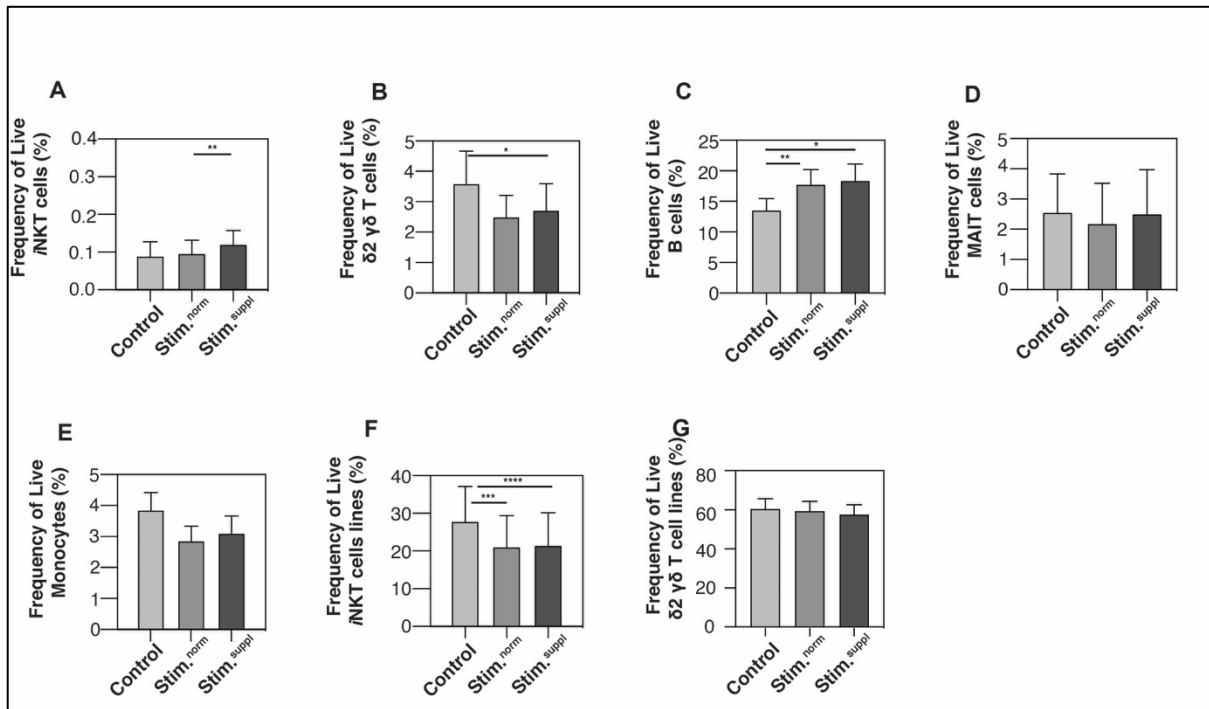 A
Frequency of Live
iNKT cells (%)
0.4
0.3
0.2
0.1
0.0
**
Control
Stim.norm
Stim.suppl
B
Frequency of Live
δ2 γδ T cells (%)
5
4
3
2
1
0
*
Control
Stim.norm
Stim.suppl
C
Frequency of Live
B cells (%)
25
20
15
10
5
0
*
**
Control
Stim.norm
Stim.suppl
D
Frequency of Live
MAIT cells (%)
5
4
3
2
1
0
Control
Stim.norm
Stim.suppl
E
Frequency of Live
Monocytes (%)
5
4
3
2
1
0
Control
Stim.norm
Stim.suppl
F
Frequency of Live
iNKT cells lines (%)
40
30
20
10
0
****
***
Control
Stim.norm
Stim.suppl
G
Frequency of Live
δ2 γδ T cell lines (%)
80
60
40
60
20
0
Control
Stim.norm
Stim.suppl